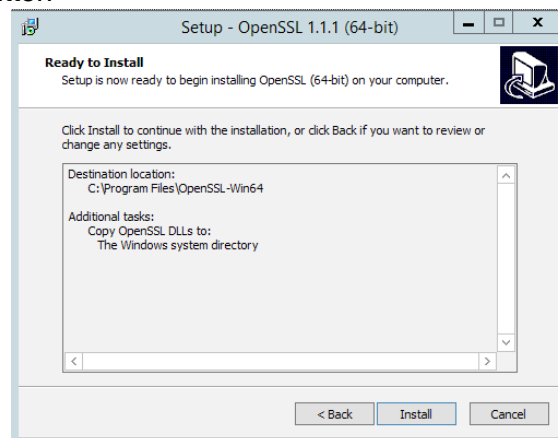 Setup - OpenSSL 1.1.1 (64-bit)
Ready to Install
Setup is now ready to begin installing OpenSSL (64-bit) on your computer.
Click Install to continue with the installation, or click Back if you want to review or
change any settings.
Destination location:
C:\Program Files\OpenSSL-Win64
Additional tasks:
Copy OpenSSL DLLs to:
The Windows system directory
< Back
Install
Cancel